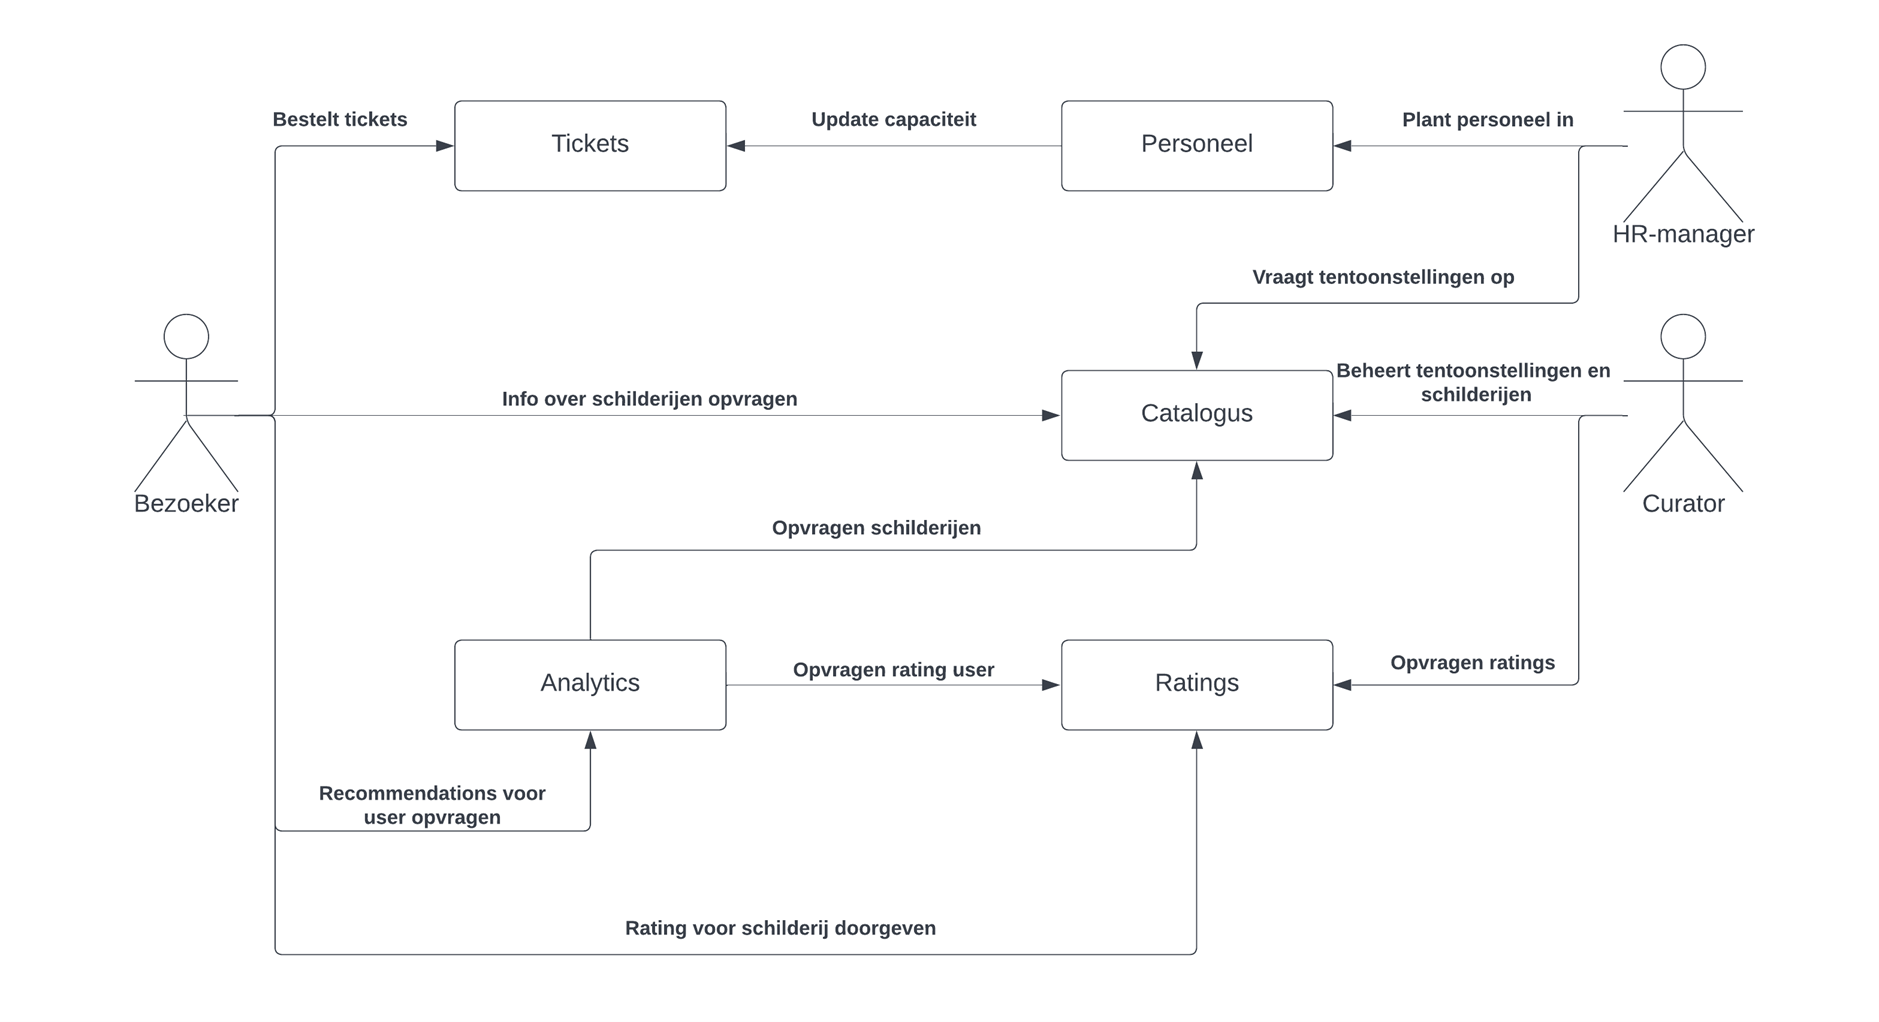 Bestelt tickets
Tickets
Update capaciteit
Personeel
Plant personeel in
HR-manager
Vraagt tentoonstellingen op
Bezoeker
Info over schilderijen opvragen
Catalogus
Beheert tentoonstellingen en
schilderijen
Curator
Opvragen schilderijen
Analytics
Opvragen rating user
Ratings
Opvragen ratings
Recommendations voor
user opvragen
Rating voor schilderij doorgeven